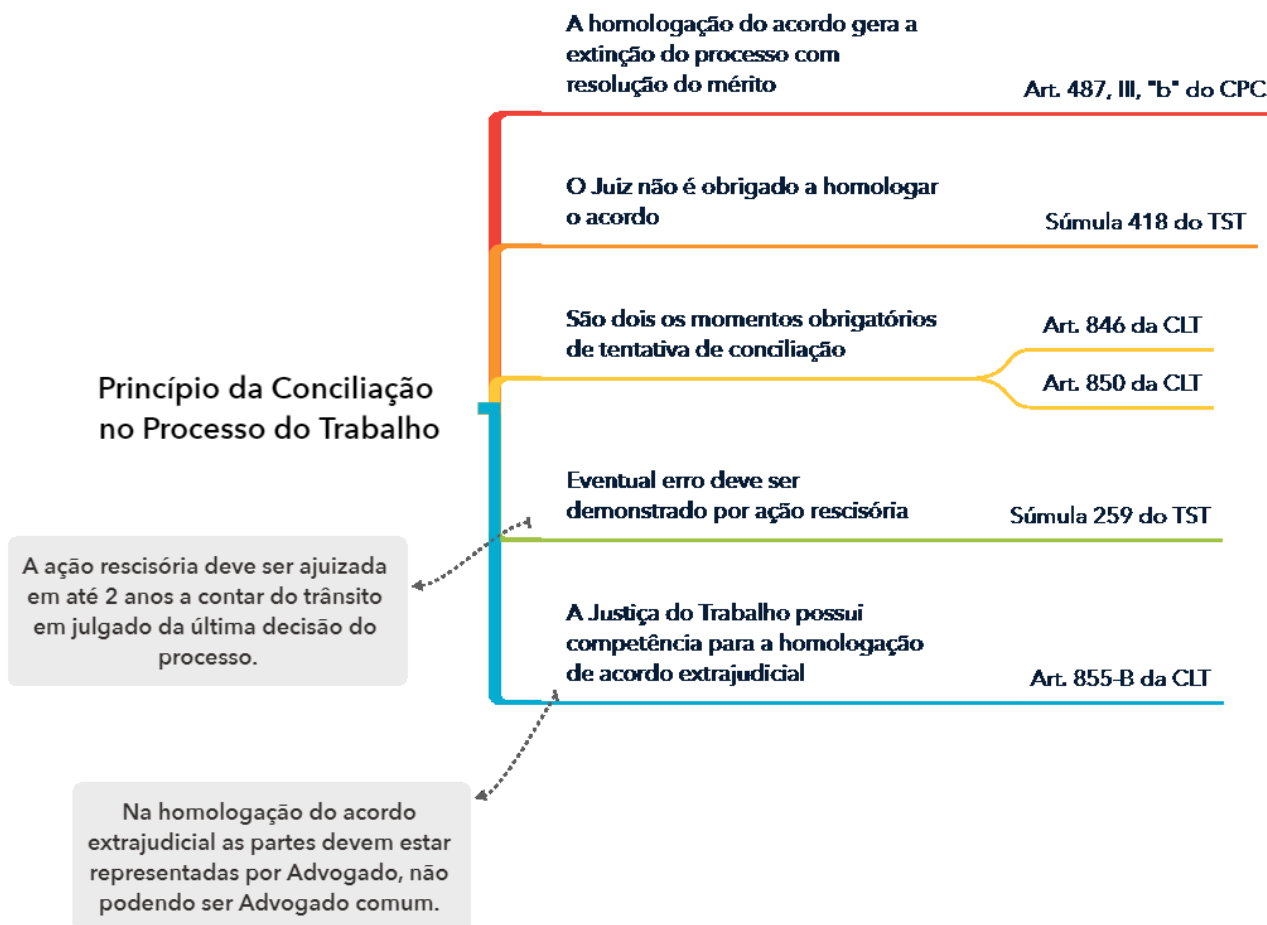 A homologação do acordo gera a
extinção do processo com
resolução do mérito
Art. 487, III, "b" do CPC
O Juiz não é obrigado a homologar
o acordo
Súmula 418 do TST
São dois os momentos obrigatórios
de tentativa de conciliação
Art. 846 da CLT
Art. 850 da CLT
Princípio da Conciliação
no Processo do Trabalho
Eventual erro deve ser
demonstrado por ação rescisória
Súmula 259 do TST
A ação rescisória deve ser ajuizada
em até 2 anos a contar do trânsito
em julgado da última decisão do
processo.
A Justiça do Trabalho possui
competência para a homologação
de acordo extrajudicial
Art. 855-B da CLT
Na homologação do acordo
extrajudicial as partes devem estar
representadas por Advogado, não
podendo ser Advogado comum.